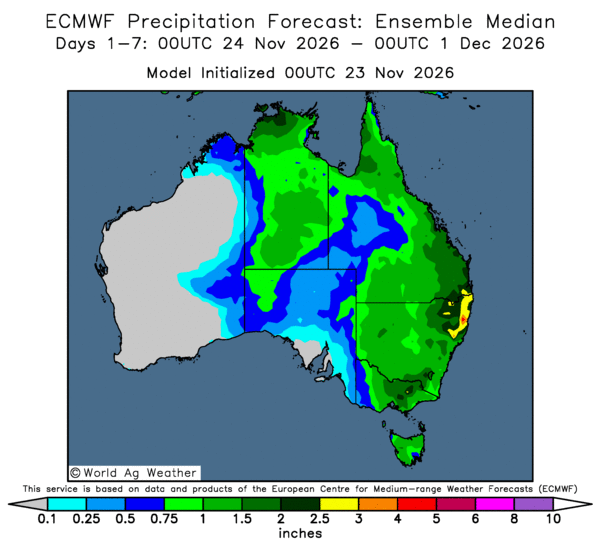 ECMWF Precipitation Forecast: Ensemble Median
Days 1-7: 00UTC 24 Nov 2026 – 00UTC 1 Dec 2026
Model Initialized 00UTC 23 Nov 2026
© World Ag Weather
This service is based on data and products of the European Centre for Medium-range Weather Forecasts (ECMWF)
0.1 0.25 0.5 0.75 1 1.5 2 2.5 3 4 5 6 8 10
inches